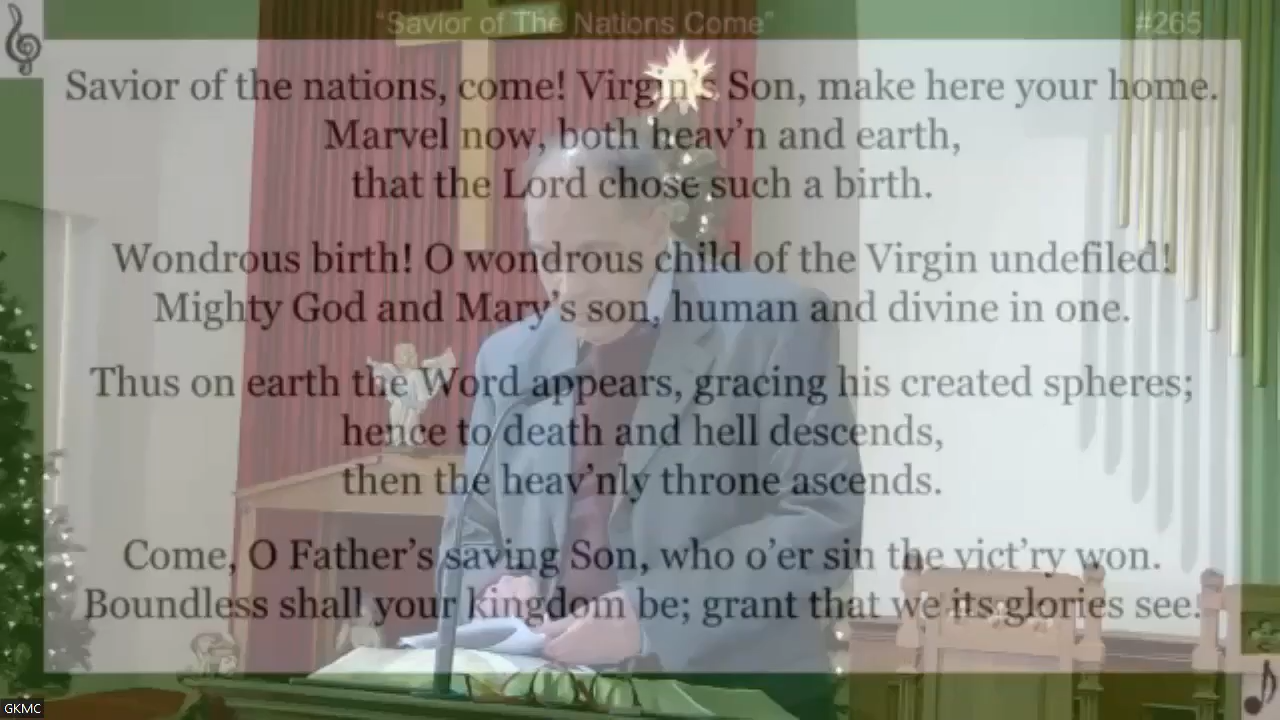 "Savior of The Nations Come"
#265
Savior of the nations, come! Virgin's Son, make here your home.
Marvel now, both heav'n and earth,
that the Lord chose such a birth.
Wondrous birth! O wondrous child of the Virgin undefiled!
Mighty God and Mary's son, human and divine in one.
Thus on earth the Word appears, gracing his created spheres;
hence to death and hell descends,
then the heav'nly throne ascends.
Come, O Father's saving Son, who o'er sin the vict'ry won.
Boundless shall your kingdom be; grant that we its glories see.
GKMC